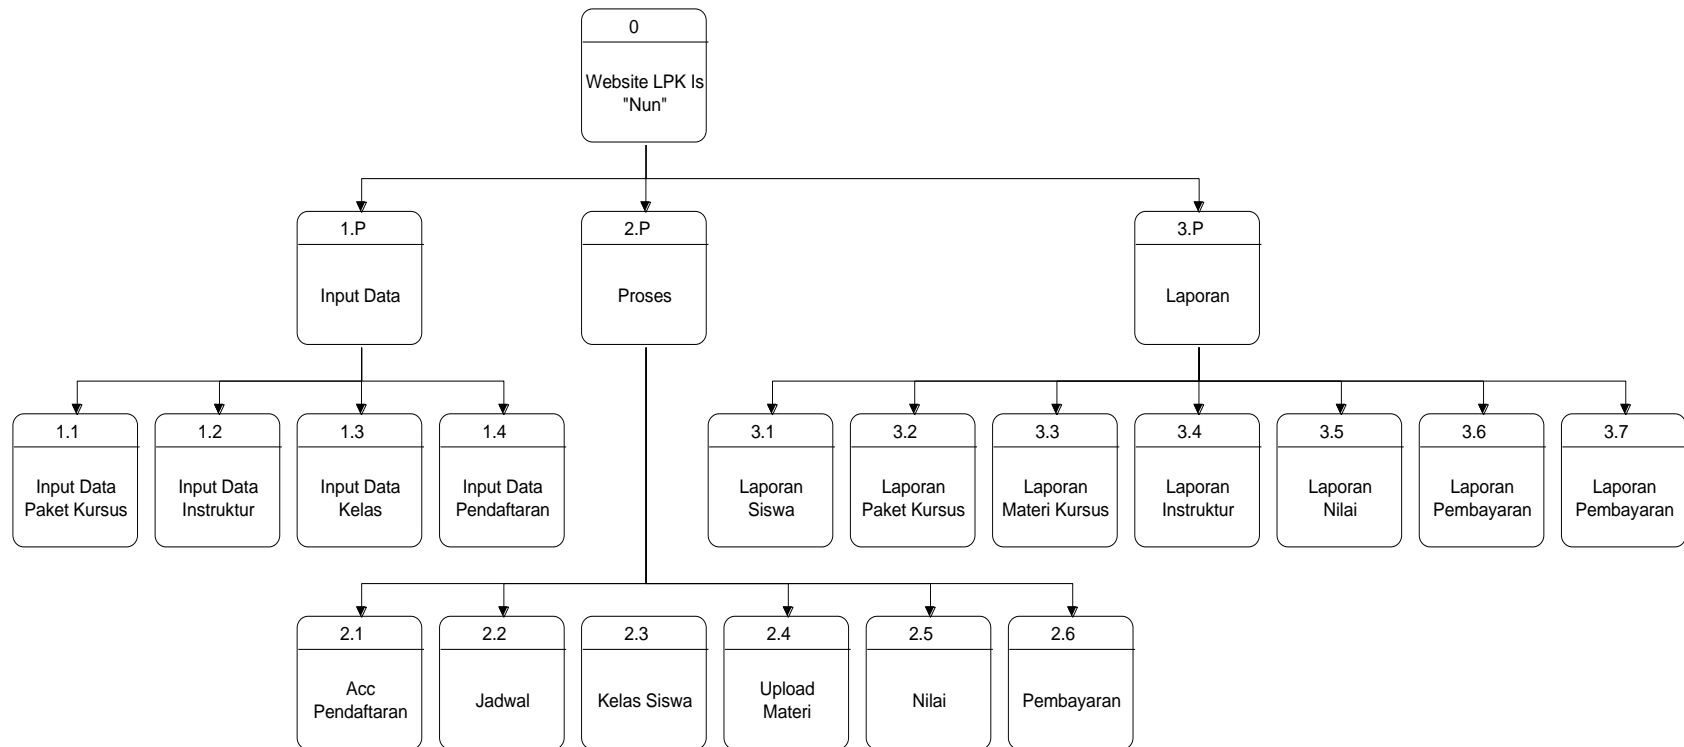 0
Website LPK Is
"Nun"
1.P
Input Data
2.P
Proses
3.P
Laporan
1.1
Input Data
Paket Kursus
1.2
Input Data
Instruktur
1.3
Input Data
Kelas
1.4
Input Data
Pendaftaran
3.1
Laporan
Siswa
3.2
Laporan
Paket Kursus
3.3
Laporan
Materi Kursus
3.4
Laporan
Instruktur
3.5
Laporan
Nilai
3.6
Laporan
Pembayaran
3.7
Laporan
Pembayaran
2.1
Acc
Pendaftaran
2.2
Jadwal
2.3
Kelas Siswa
2.4
Upload
Materi
2.5
Nilai
2.6
Pembayaran